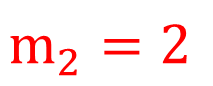 m₂ = 2